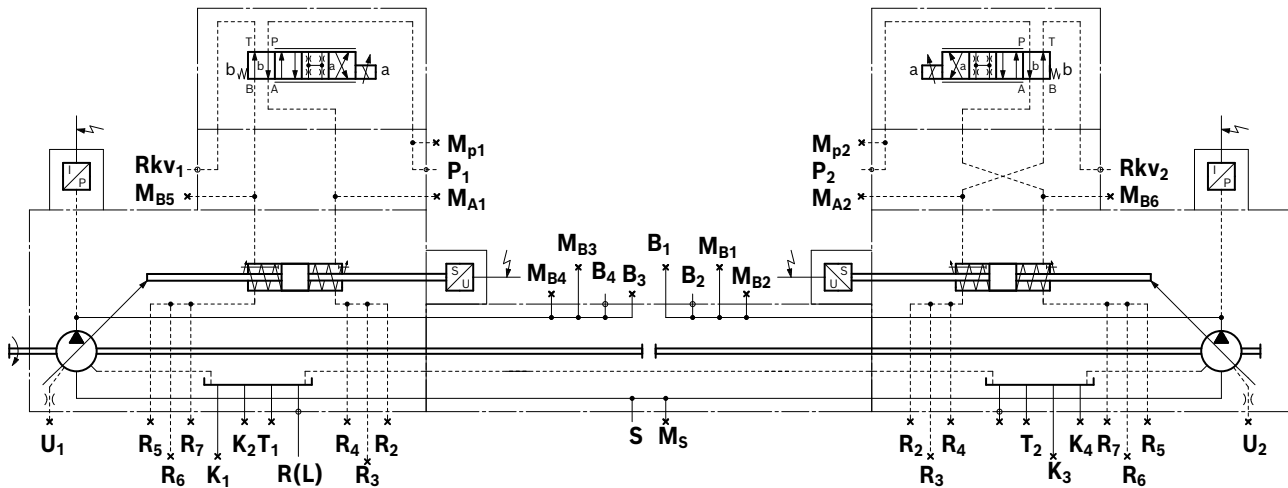 T P P T
b b a a a a b b
B A A B
Mp1 Mp2
I P Rkv1 P1 P2 Rkv2 I P
MB5 MA1 MA2 MB6
MB3 B1 MB1
MB4 B4 B3 B2 MB2
S U S U
U1 R5 R7 K2 T1 R4 R2 S MS R2 R4 T2 K4 R7 R5 U2
R6 K1 R(L) R3 R3 K3 R6